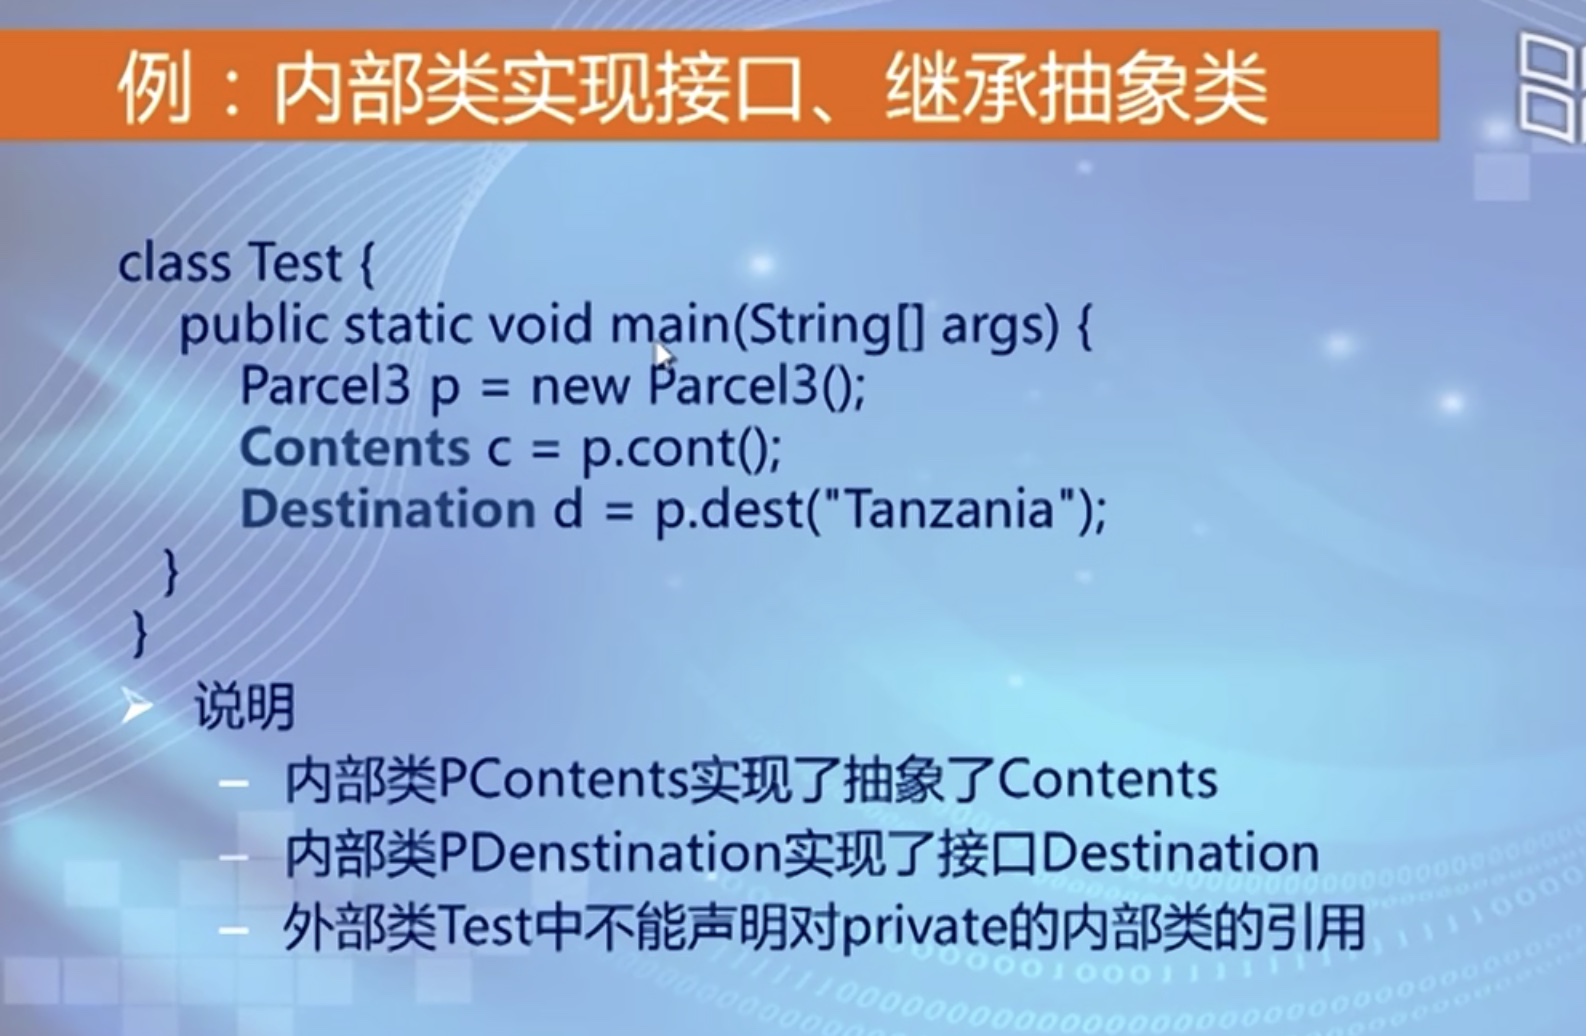 例：内部类实现接口、继承抽象类
class Test {
public static void main(String[] args) {
Parcel3 p = new Parcel3();
Contents c = p.cont();
Destination d = p.dest("Tanzania");
}
}
说明
– 内部类PContents实现了抽象了Contents
– 内部类PDenstination实现了接口Destination
– 外部类Test中不能声明对private的内部类的引用